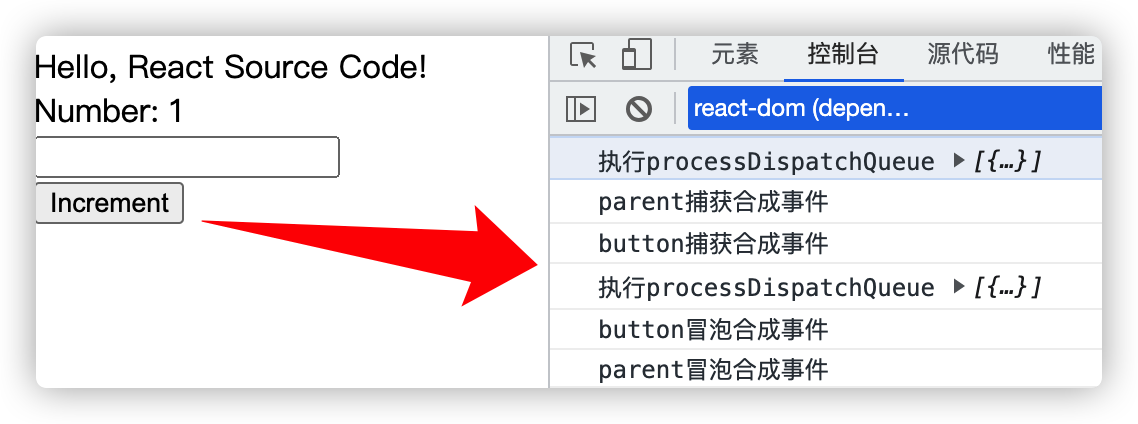 Hello, React Source Code!
Number: 1
Increment
元素 控制台 源代码 性能
react-dom (depen…
执行processDispatchQueue ▶[{…}]
parent捕获合成事件
button捕获合成事件
执行processDispatchQueue ▶[{…}]
button冒泡合成事件
parent冒泡合成事件